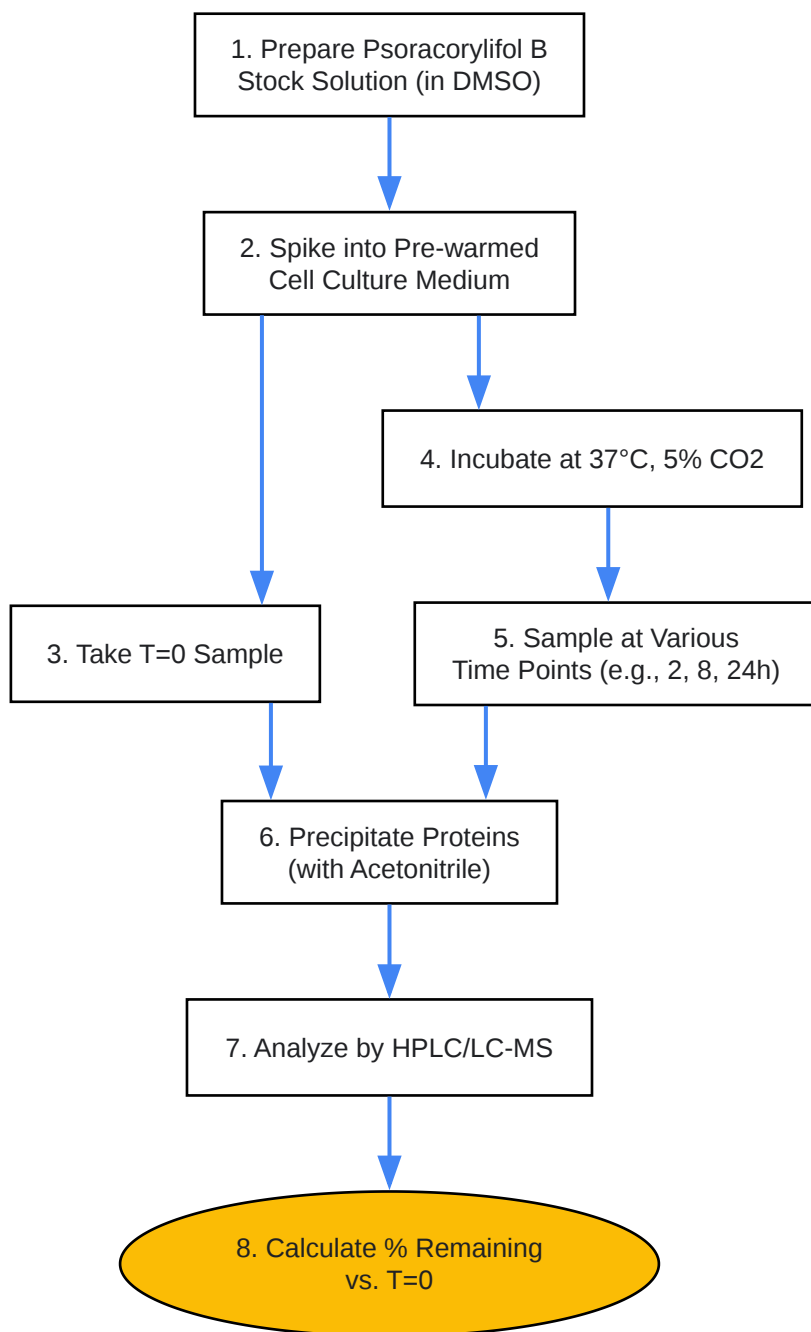 1. Prepare Psoracorylifol B
Stock Solution (in DMSO)
2. Spike into Pre-warmed
Cell Culture Medium
4. Incubate at 37°C, 5% CO2
3. Take T=0 Sample
5. Sample at Various
Time Points (e.g., 2, 8, 24h)
6. Precipitate Proteins
(with Acetonitrile)
7. Analyze by HPLC/LC-MS
8. Calculate % Remaining
vs. T=0